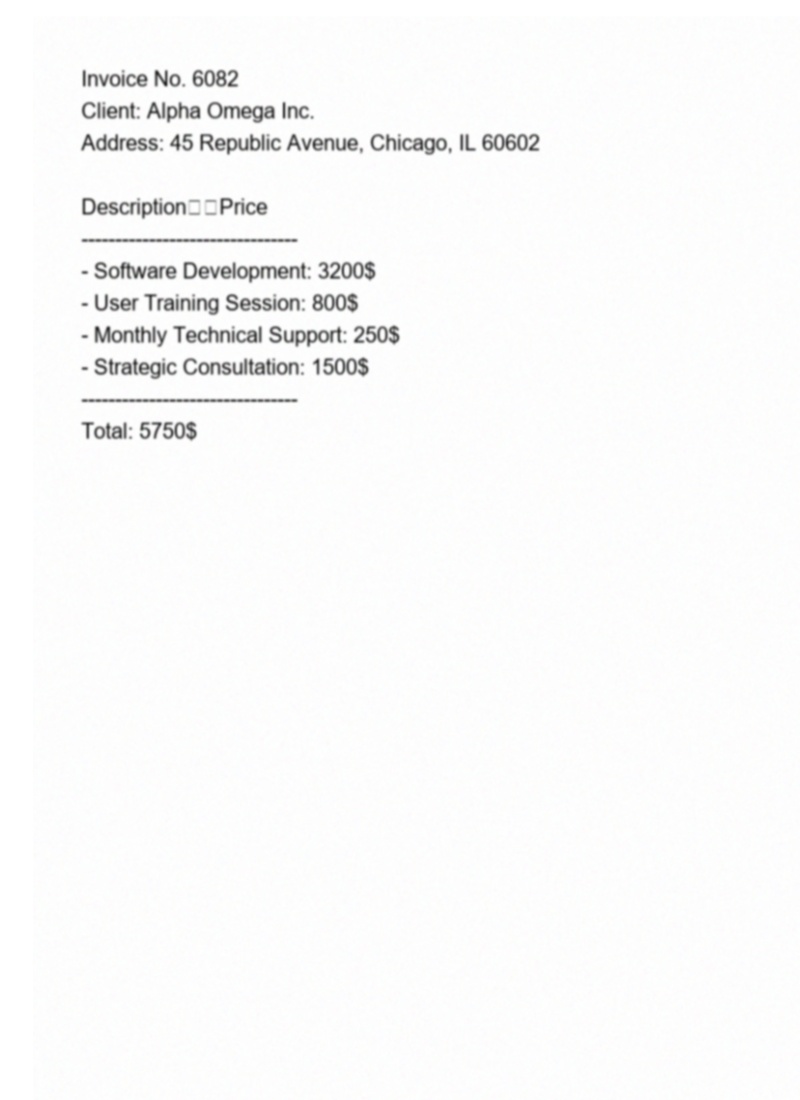 Invoice No. 6082
Client: Alpha Omega Inc.
Address: 45 Republic Avenue, Chicago, IL 60602
Description□□Price
--------------------------------
- Software Development: 3200$
- User Training Session: 800$
- Monthly Technical Support: 250$
- Strategic Consultation: 1500$
--------------------------------
Total: 5750$